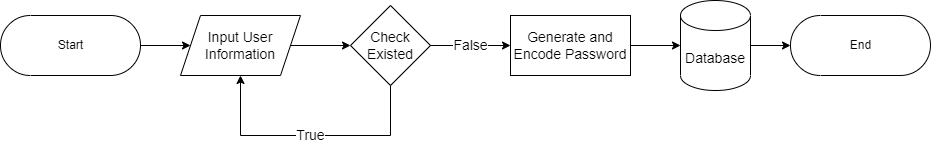 Start
Input User
Information
Check
Existed
False
Generate and
Encode Password
Database
End
True